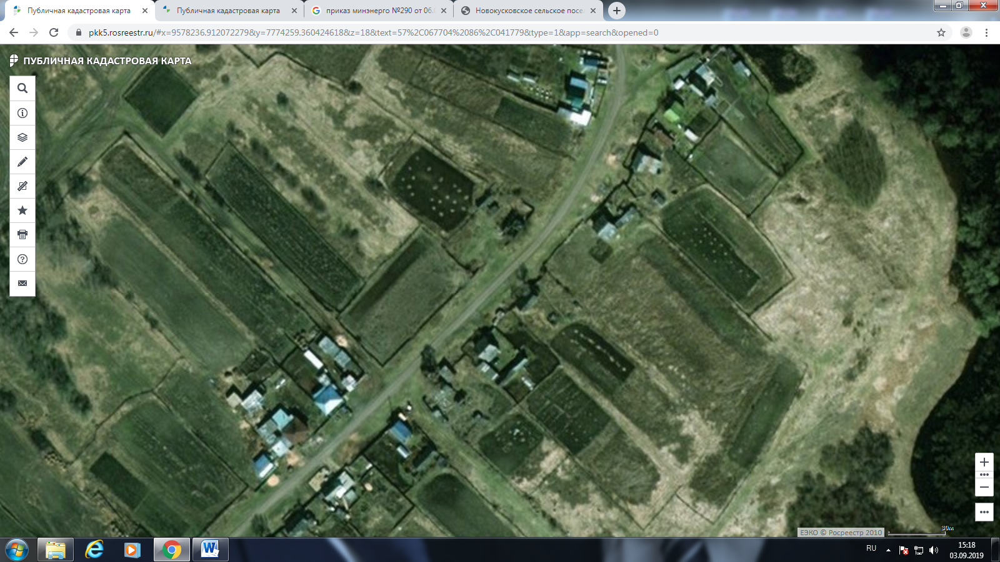 Публичная кадастровая карта
Публичная кадастровая карта
приказ минэнерго №290 от 06.
Новокусковское сельское посе
pkk5.rosreestr.ru/#x=9578236.912072279&y=7774259.360424618&z=18&text=57%2C067704%2086%2C041779&type=1&app=search&opened=0
ПУБЛИЧНАЯ КАДАСТРОВАЯ КАРТА
ЕЭКО © Росреестр 2010
30м
RU
15:18
03.09.2019